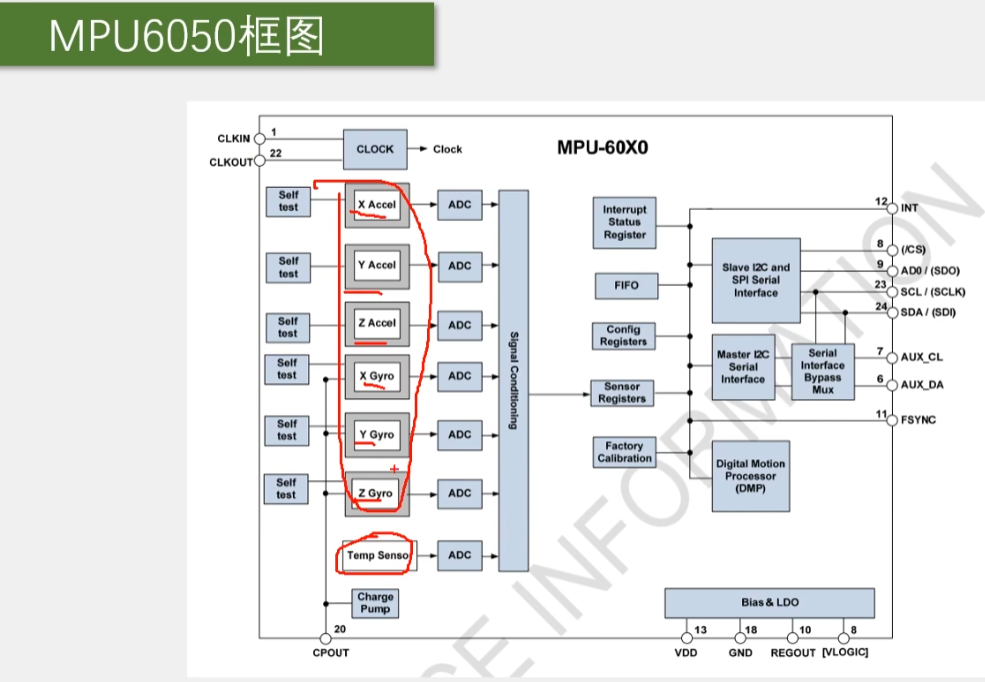 MPU6050框图
MPU-60X0
CLKIN
1
CLKOUT
22
CLOCK
Clock
Self
test
X Accel
ADC
Self
test
Y Accel
ADC
Self
test
Z Accel
ADC
Self
test
X Gyro
ADC
Self
test
Y Gyro
ADC
Self
test
Z Gyro
ADC
Temp Senso
ADC
Charge
Pump
20
CPOUT
Signal Conditioning
Interrupt
Status
Register
FIFO
Config
Registers
Sensor
Registers
Factory
Calibration
Slave I2C and
SPI Serial
Interface
Master I2C
Serial
Interface
Serial
Interface
Bypass
Mux
Digital Motion
Processor
(DMP)
12
INT
8
(/CS)
9
AD0 / (SDO)
23
SCL / (SCLK)
24
SDA / (SDI)
7
AUX_CL
6
AUX_DA
11
FSYNC
Bias & LDO
13
18
10
8
VDD
GND
REGOUT
[VLOGIC]
CE INFORMATION